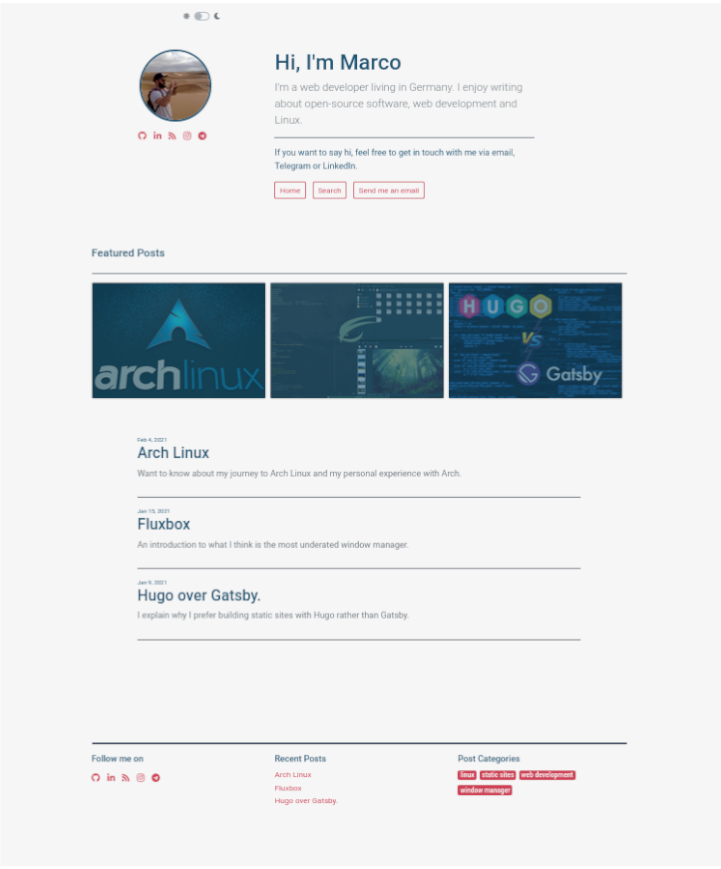 Hi, I'm Marco
I'm a web developer living in Germany. I enjoy writing
about open-source software, web development and
Linux.
If you want to say hi, feel free to get in touch with me via email,
Telegram or LinkedIn.
Home Search Send me an email
Featured Posts
archlinux
HUGO
VS
Gatsby
Feb 4, 2021
Arch Linux
Want to know about my journey to Arch Linux and my personal experience with Arch.
Jan 15, 2021
Fluxbox
An introduction to what I think is the most underated window manager.
Jan 9, 2021
Hugo over Gatsby.
I explain why I prefer building static sites with Hugo rather than Gatsby.
Follow me on
Recent Posts
Arch Linux
Fluxbox
Hugo over Gatsby.
Post Categories
linux static sites web development
window manager